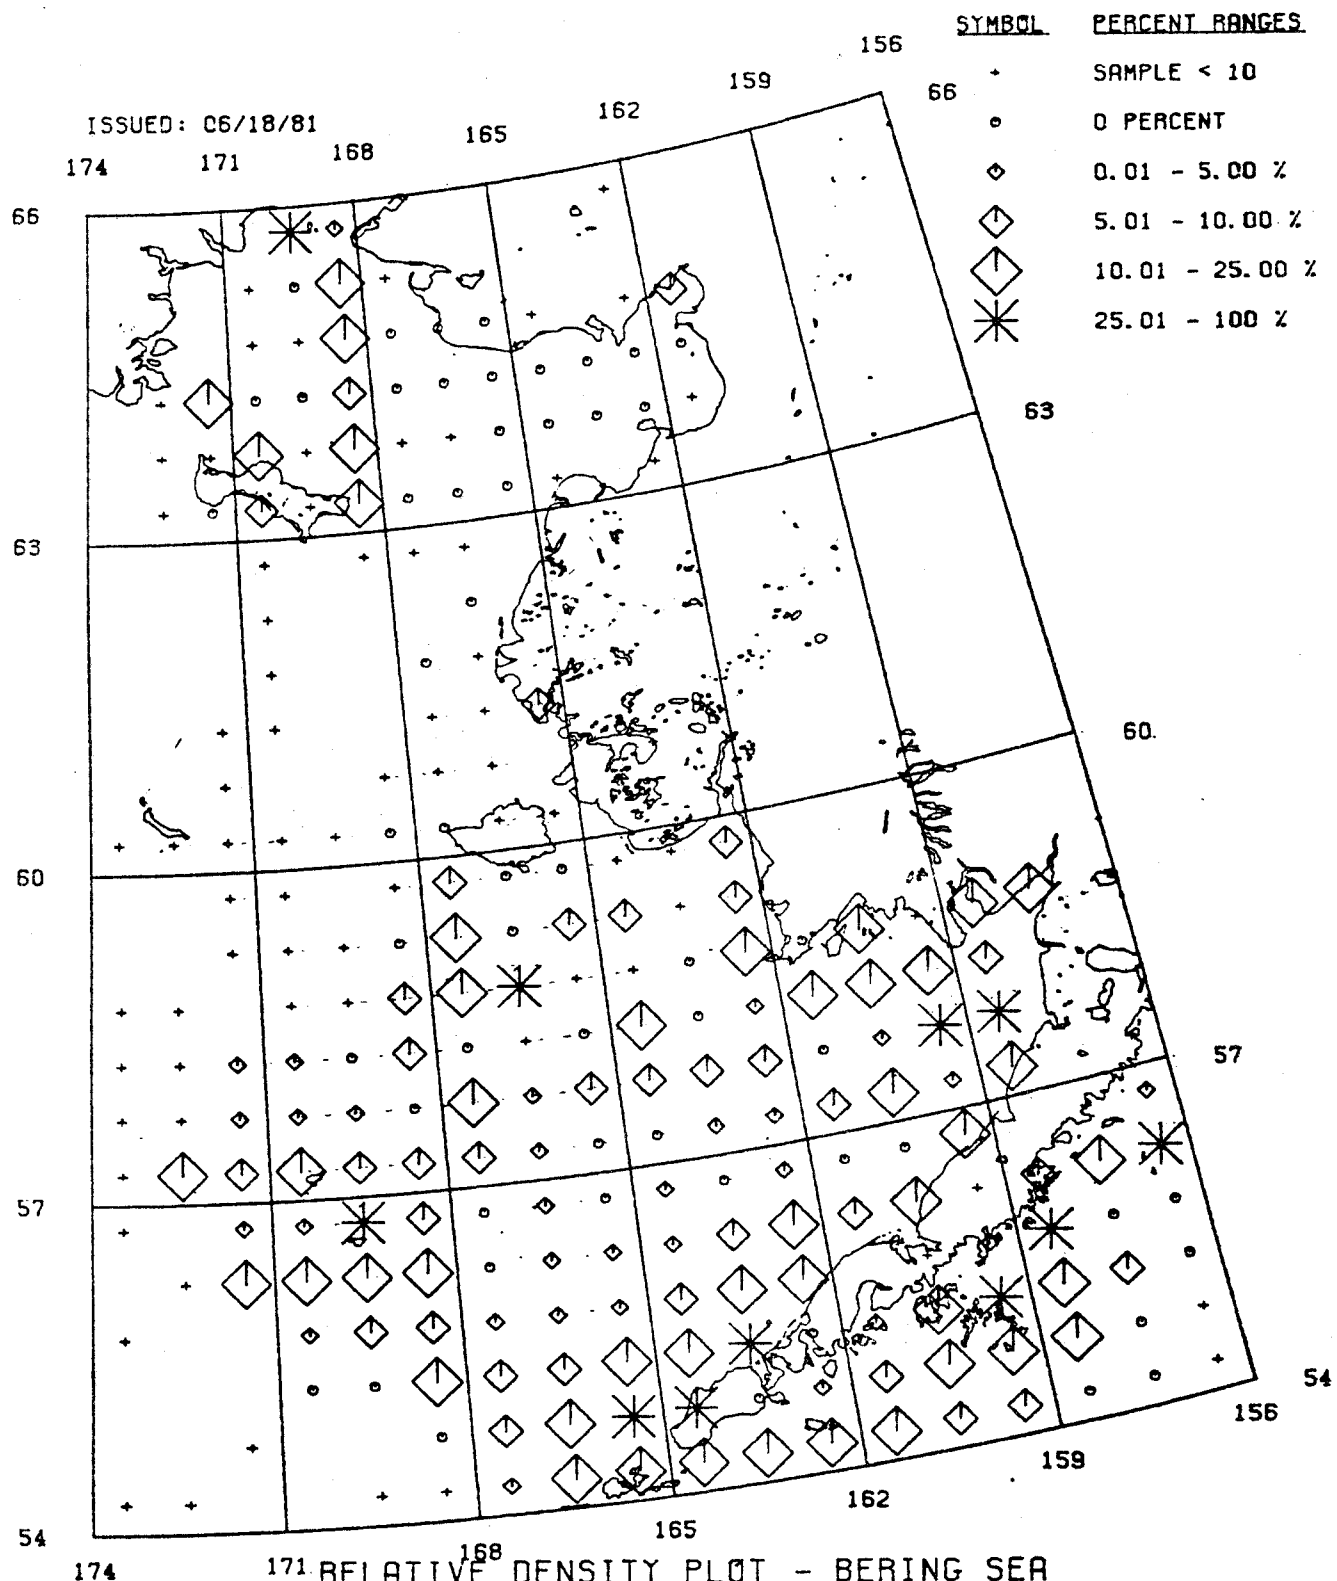 SYMBOL PERCENT RANGES
SAMPLE < 10
0 PERCENT
0.01 - 5.00 %
5.01 - 10.00 %
10.01 - 25.00 %
25.01 - 100 %
ISSUED: 06/18/81
174 171 168 165 162 159 156
66 66
63 63
60 60.
57 57
54 54
174 171 168 165 162 159 156
RELATIVE DENSITY PLOT - BERING SEA